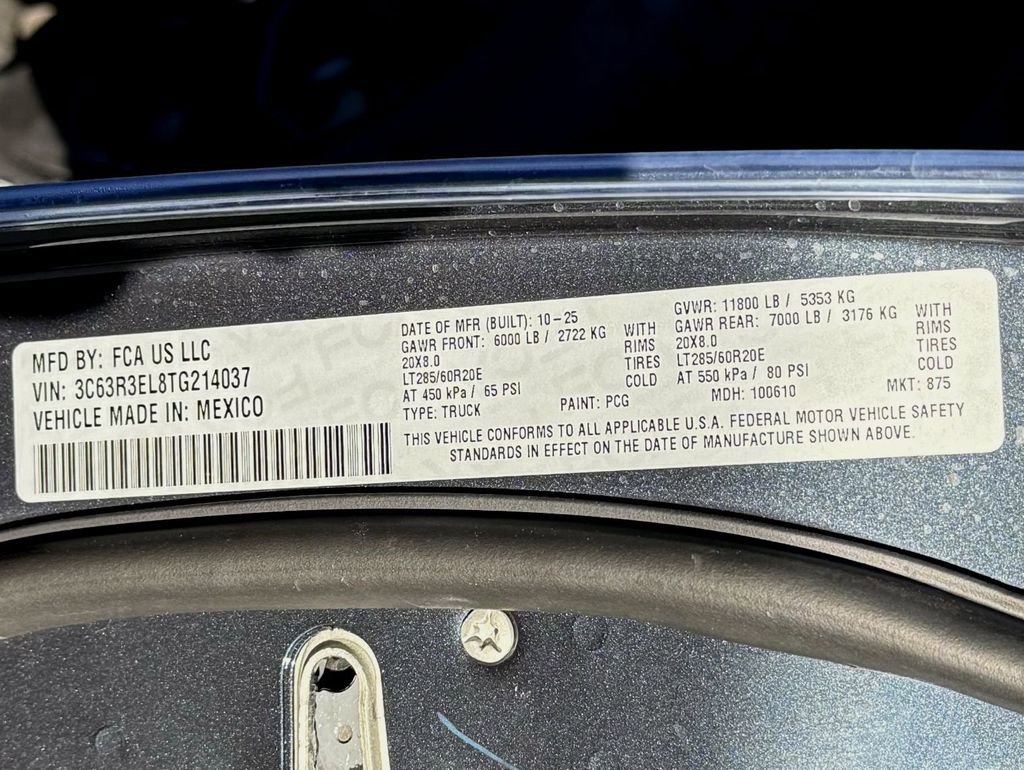 MFD BY: FCA US LLC
VIN: 3C63R3EL8TG214037
VEHICLE MADE IN: MEXICO
DATE OF MFR (BUILT): 10-25
GAWR FRONT: 6000 LB / 2722 KG WITH
20X8.0 RIMS
LT285/60R20E TIRES
AT 450 kPa / 65 PSI COLD
TYPE: TRUCK
GVWR: 11800 LB / 5353 KG
GAWR REAR: 7000 LB / 3176 KG WITH
20X8.0 RIMS
LT285/60R20E TIRES
AT 550 kPa / 80 PSI COLD
PAINT: PCG MDH: 100610 MKT: 875
THIS VEHICLE CONFORMS TO ALL APPLICABLE U.S.A. FEDERAL MOTOR VEHICLE SAFETY
STANDARDS IN EFFECT ON THE DATE OF MANUFACTURE SHOWN ABOVE.